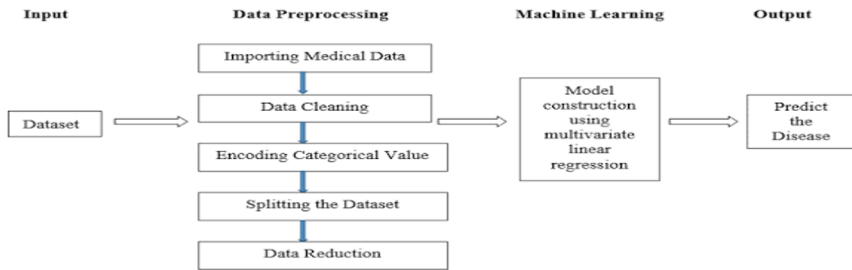 Input
Data Preprocessing
Machine Learning
Output
Dataset
Importing Medical Data
Data Cleaning
Encoding Categorical Value
Splitting the Dataset
Data Reduction
Model
construction
using
multivariate
linear
regression
Predict
the
Disease